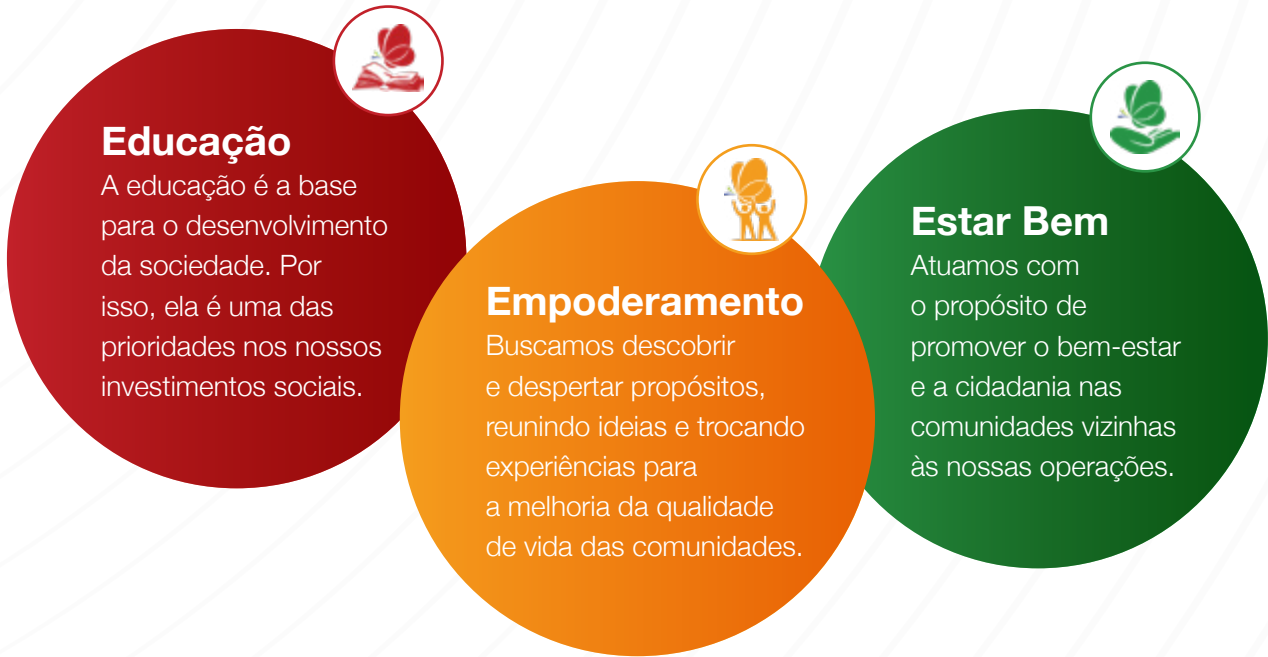 Educação
A educação é a base
para o desenvolvimento
da sociedade. Por
isso, ela é uma das
prioridades nos nossos
investimentos sociais.
Empoderamento
Buscamos descobrir
e despertar propósitos,
reunindo ideias e trocando
experiências para
a melhoria da qualidade
de vida das comunidades.
Estar Bem
Atuamos com
o propósito de
promover o bem-estar
e a cidadania nas
comunidades vizinhas
às nossas operações.